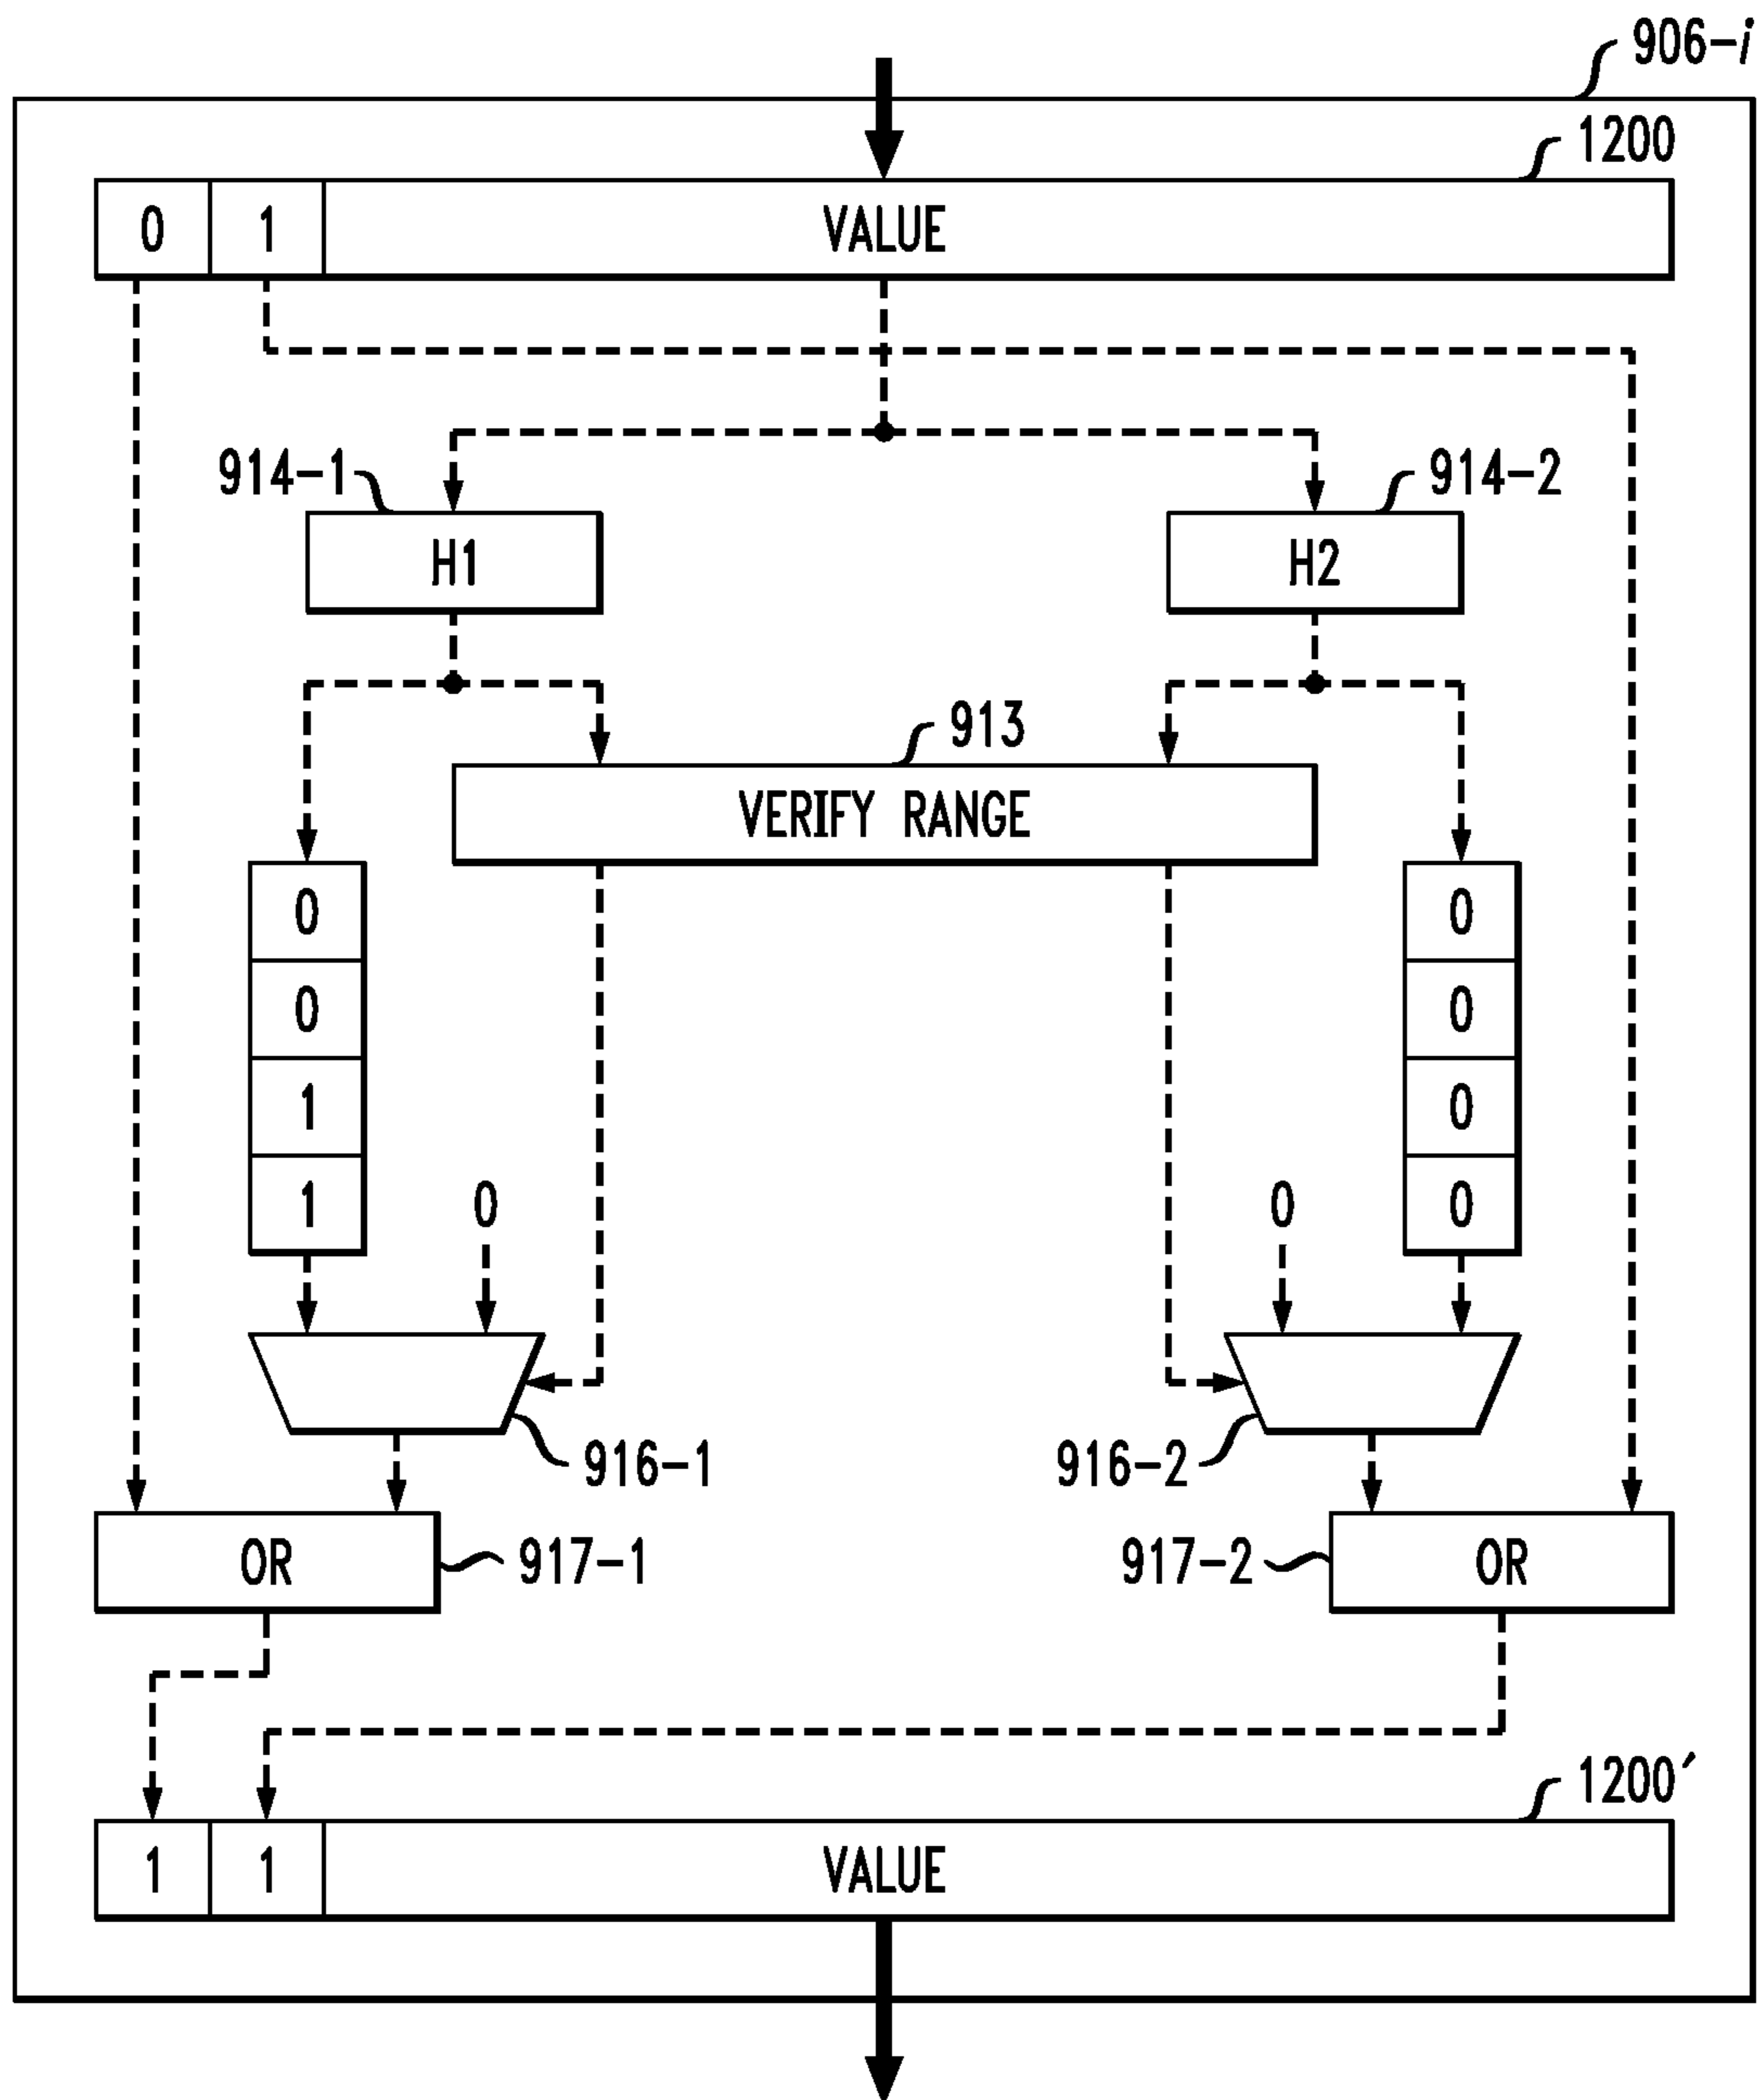 906-i
1200
0 1 VALUE
914-1 914-2
H1 H2
913
VERIFY RANGE
0 0
0 0
1 0
1 0 0 0
916-1 916-2
OR 917-1 917-2 OR
1200′
1 1 VALUE